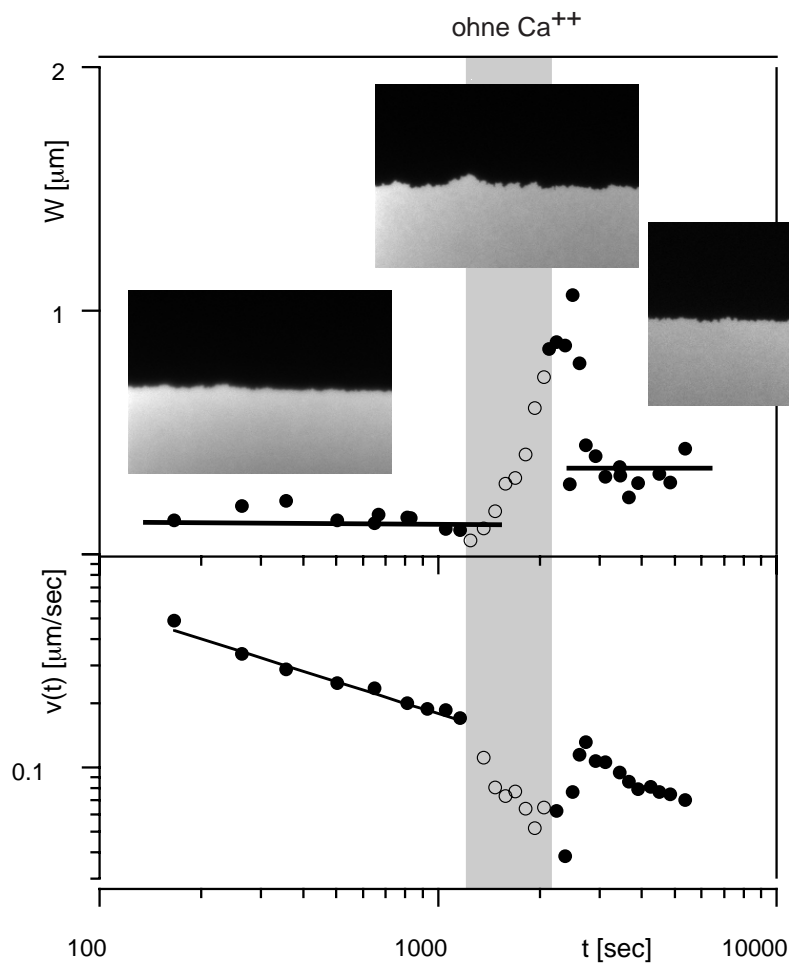 ohne Ca++
2
W [μm]
1
v(t) [μm/sec]
0.1
100
1000
t [sec]
10000